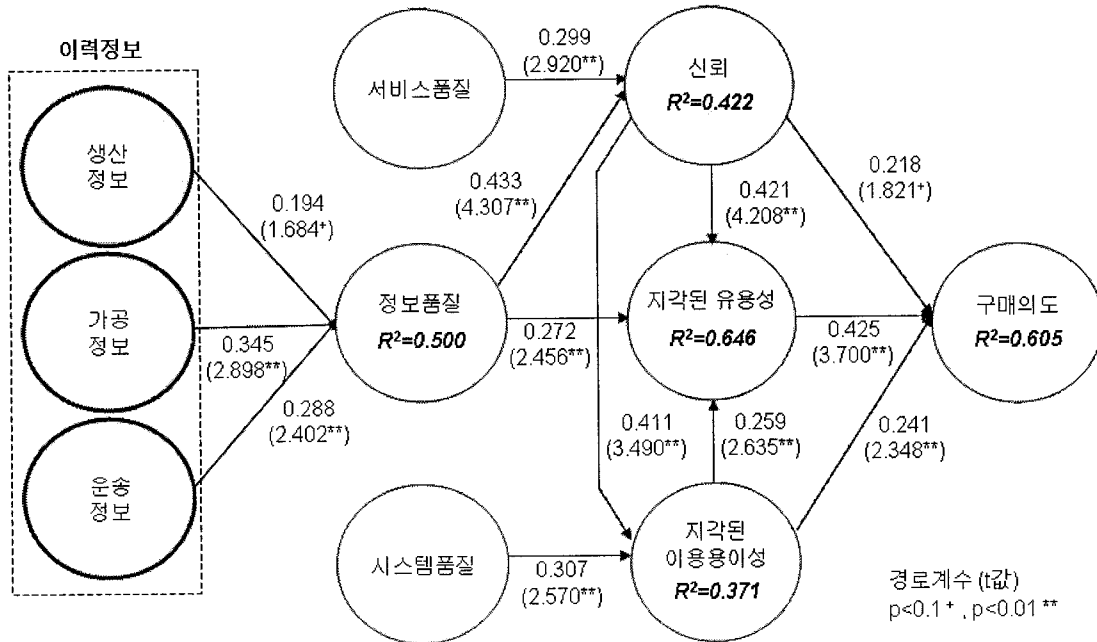 이력정보
생산
정보
가공
정보
운송
정보
0.194
(1.684⁺)
0.345
(2.898**)
0.288
(2.402**)
서비스품질
0.299
(2.920**)
신뢰
R²=0.422
0.433
(4.307**)
0.421
(4.208**)
0.218
(1.821⁺)
정보품질
R²=0.500
0.272
(2.456**)
지각된 유용성
R²=0.646
0.425
(3.700**)
구매의도
R²=0.605
0.411
(3.490**)
0.259
(2.635**)
0.241
(2.348**)
시스템품질
0.307
(2.570**)
지각된
이용용이성
R²=0.371
경로계수 (t값)
p<0.1 ⁺ , p<0.01 **